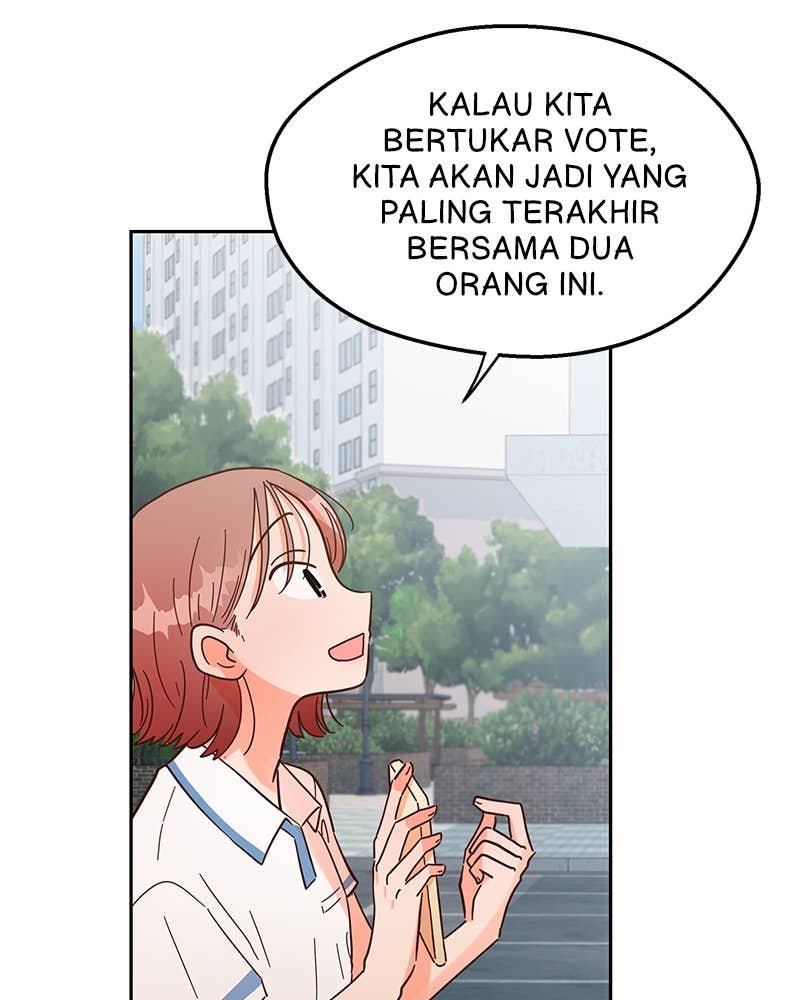 KALAU KITA
BERTUKAR VOTE,
KITA AKAN JADI YANG
PALING TERAKHIR
BERSAMA DUA
ORANG INI.